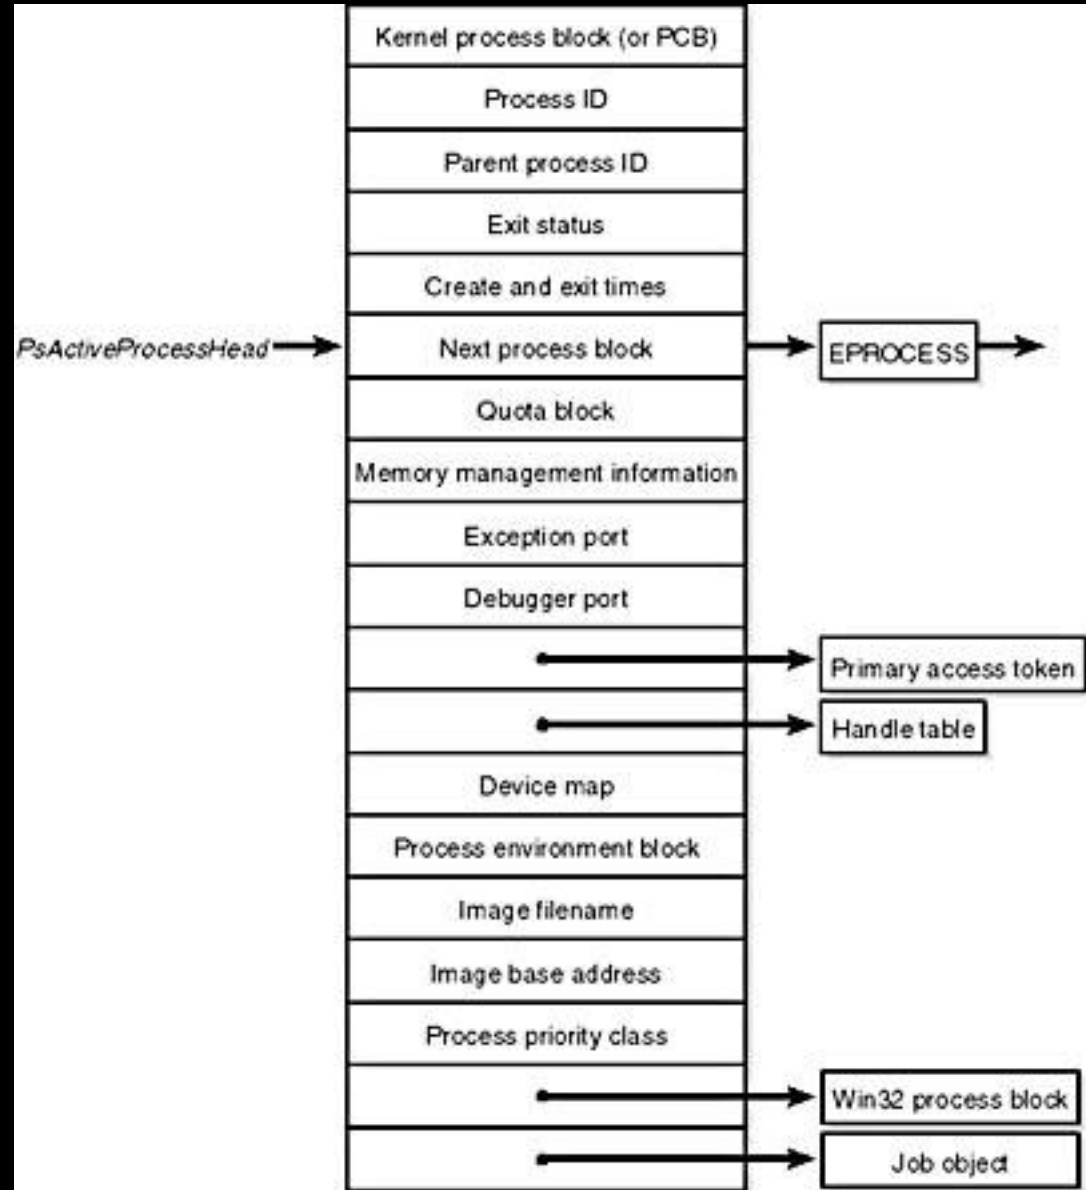 Kernel process block (or PCB)
Process ID
Parent process ID
Exit status
Create and exit times
PsActiveProcessHead
Next process block
EPROCESS
Quota block
Memory management information
Exception port
Debugger port
Primary access token
Handle table
Device map
Process environment block
Image filename
Image base address
Process priority class
Win32 process block
Job object